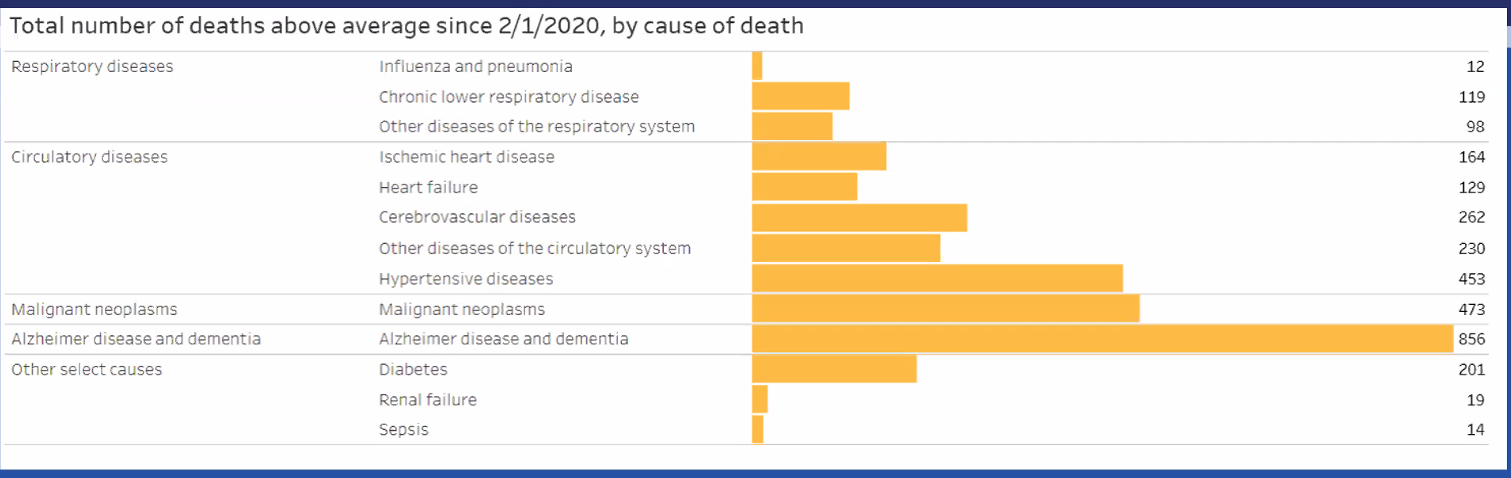 Total number of deaths above average since 2/1/2020, by cause of death
Respiratory diseases Influenza and pneumonia 12
Chronic lower respiratory disease 119
Other diseases of the respiratory system 98
Circulatory diseases Ischemic heart disease 164
Heart failure 129
Cerebrovascular diseases 262
Other diseases of the circulatory system 230
Hypertensive diseases 453
Malignant neoplasms Malignant neoplasms 473
Alzheimer disease and dementia Alzheimer disease and dementia 856
Other select causes Diabetes 201
Renal failure 19
Sepsis 14